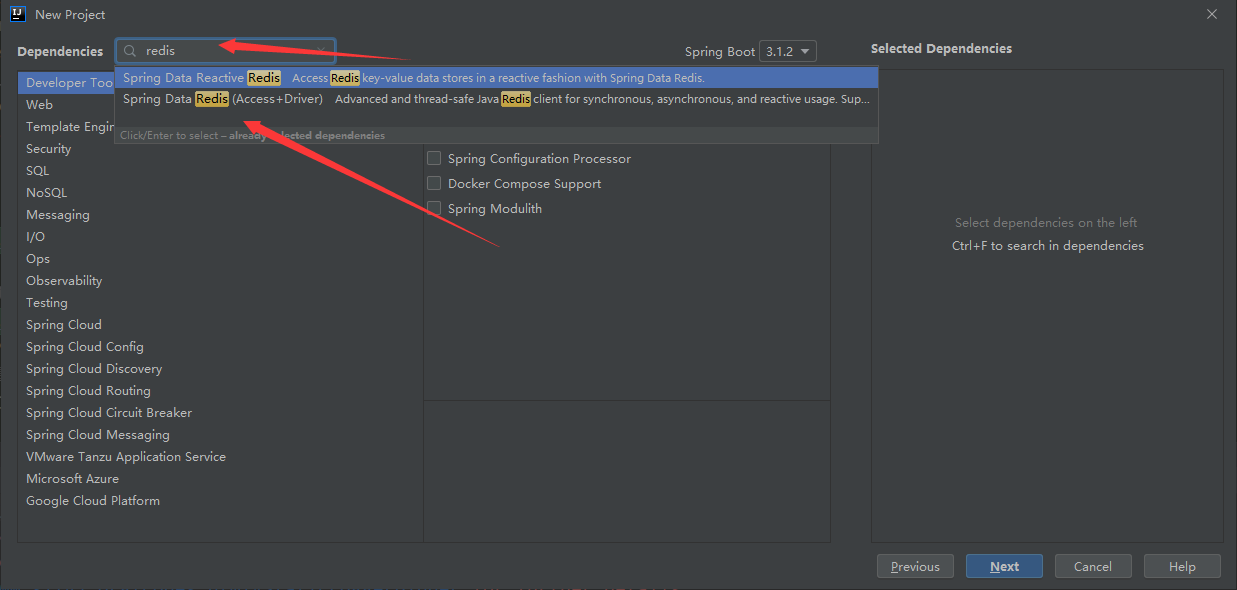 New Project
Dependencies
redis
Spring Boot 3.1.2
Selected Dependencies
Spring Data Reactive Redis Access Redis key-value data stores in a reactive fashion with Spring Data Redis.
Spring Data Redis (Access+Driver) Advanced and thread-safe Java Redis client for synchronous, asynchronous, and reactive usage. Sup...
Click/Enter to select – already selected dependencies
Developer Too
Web
Template Engin
Security
SQL
NoSQL
Messaging
I/O
Ops
Observability
Testing
Spring Cloud
Spring Cloud Config
Spring Cloud Discovery
Spring Cloud Routing
Spring Cloud Circuit Breaker
Spring Cloud Messaging
VMware Tanzu Application Service
Microsoft Azure
Google Cloud Platform
Spring Configuration Processor
Docker Compose Support
Spring Modulith
Select dependencies on the left
Ctrl+F to search in dependencies
Previous
Next
Cancel
Help